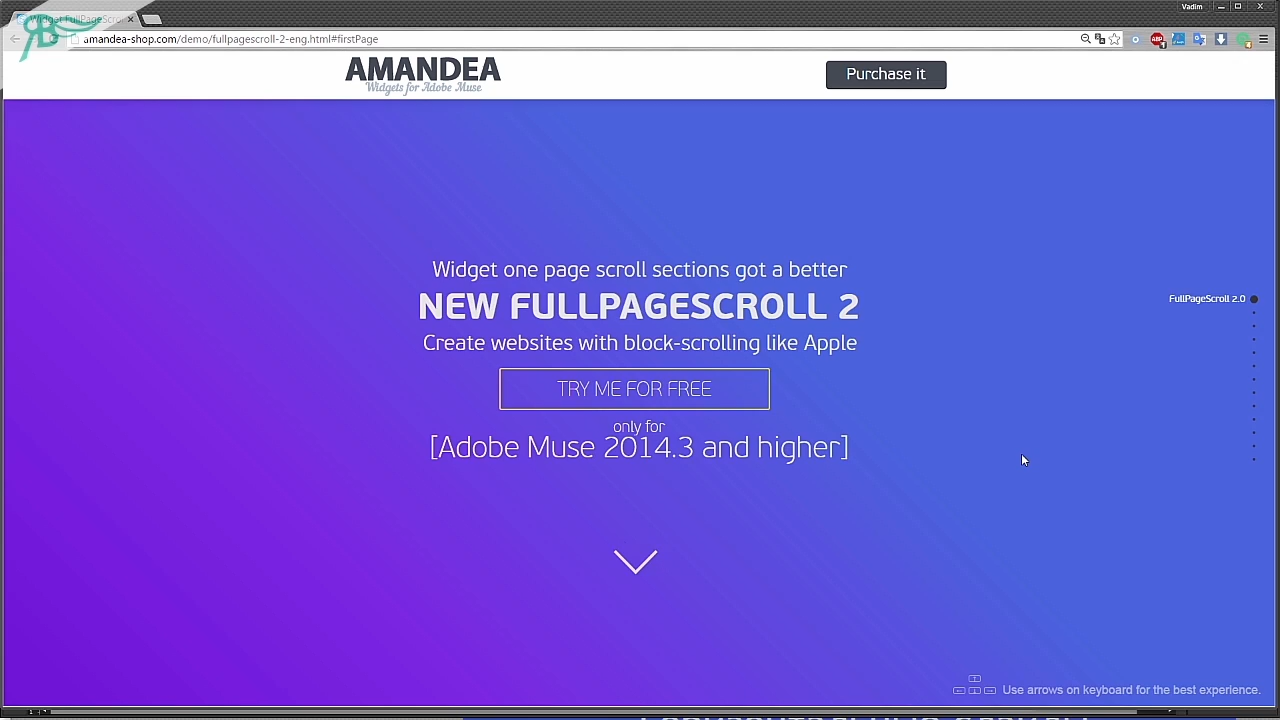 Vadim
Widget FullPageScro
amandea-shop.com/demo/fullpagescroll-2-eng.html#firstPage
ABP
AMANDEA
Widgets for Adobe Muse
Purchase it
Widget one page scroll sections got a better
NEW FULLPAGESCROLL 2
FullPageScroll 2.0
Create websites with block-scrolling like Apple
TRY ME FOR FREE
only for
[Adobe Muse 2014.3 and higher]
Use arrows on keyboard for the best experience.